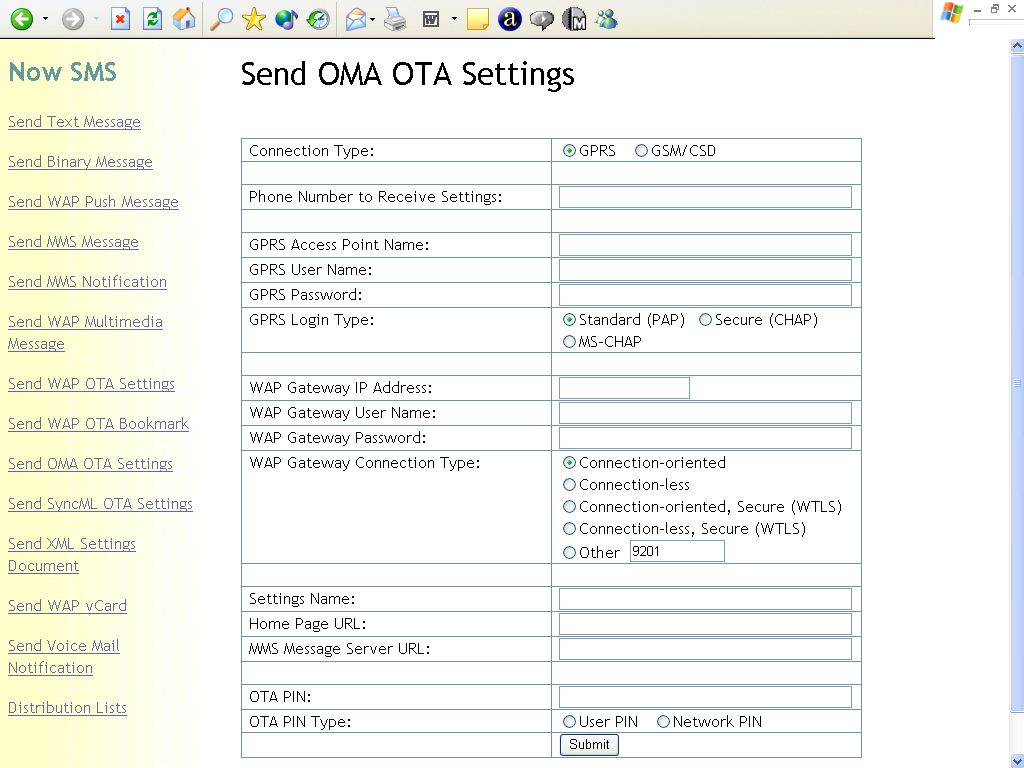 Now SMS
Send Text Message
Send Binary Message
Send WAP Push Message
Send MMS Message
Send MMS Notification
Send WAP Multimedia
Message
Send WAP OTA Settings
Send WAP OTA Bookmark
Send OMA OTA Settings
Send SyncML OTA Settings
Send XML Settings
Document
Send WAP vCard
Send Voice Mail
Notification
Distribution Lists
Send OMA OTA Settings
Connection Type: GPRS GSM/CSD
Phone Number to Receive Settings:
GPRS Access Point Name:
GPRS User Name:
GPRS Password:
GPRS Login Type: Standard (PAP) Secure (CHAP)
MS-CHAP
WAP Gateway IP Address:
WAP Gateway User Name:
WAP Gateway Password:
WAP Gateway Connection Type: Connection-oriented
Connection-less
Connection-oriented, Secure (WTLS)
Connection-less, Secure (WTLS)
Other 9201
Settings Name:
Home Page URL:
MMS Message Server URL:
OTA PIN:
OTA PIN Type: User PIN Network PIN
Submit